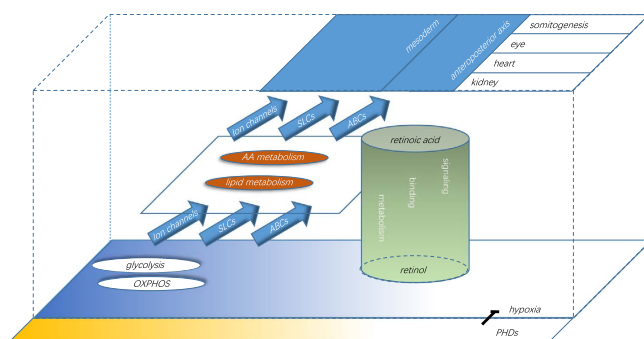 somitogenesis
eye
heart
kidney
mesoderm
anteroposterior axis
Ion channels
SLCs
ABCs
AA metabolism
lipid metabolism
retinoic acid
signaling
binding
metabolism
retinol
Ion channels
SLCs
ABCs
glycolysis
OXPHOS
hypoxia
PHDs